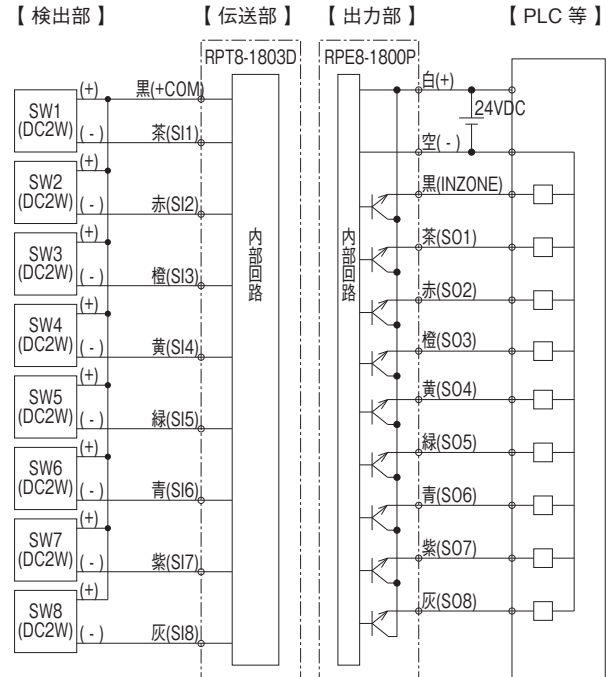 【 検出部 】 【 伝送部 】 【 出力部 】 【 PLC 等 】
RPT8-1803D RPE8-1800P
SW1
(DC2W)
(+)
( - )
SW2
(DC2W)
(+)
( - )
SW3
(DC2W)
(+)
( - )
SW4
(DC2W)
(+)
( - )
SW5
(DC2W)
(+)
( - )
SW6
(DC2W)
(+)
( - )
SW7
(DC2W)
(+)
( - )
SW8
(DC2W)
(+)
( - )
黒(+COM)
茶(SI1)
赤(SI2)
橙(SI3)
黄(SI4)
緑(SI5)
青(SI6)
紫(SI7)
灰(SI8)
内部回路
内部回路
白(+)
24VDC
空( - )
黒(INZONE)
茶(SO1)
赤(SO2)
橙(SO3)
黄(SO4)
緑(SO5)
青(SO6)
紫(SO7)
灰(SO8)